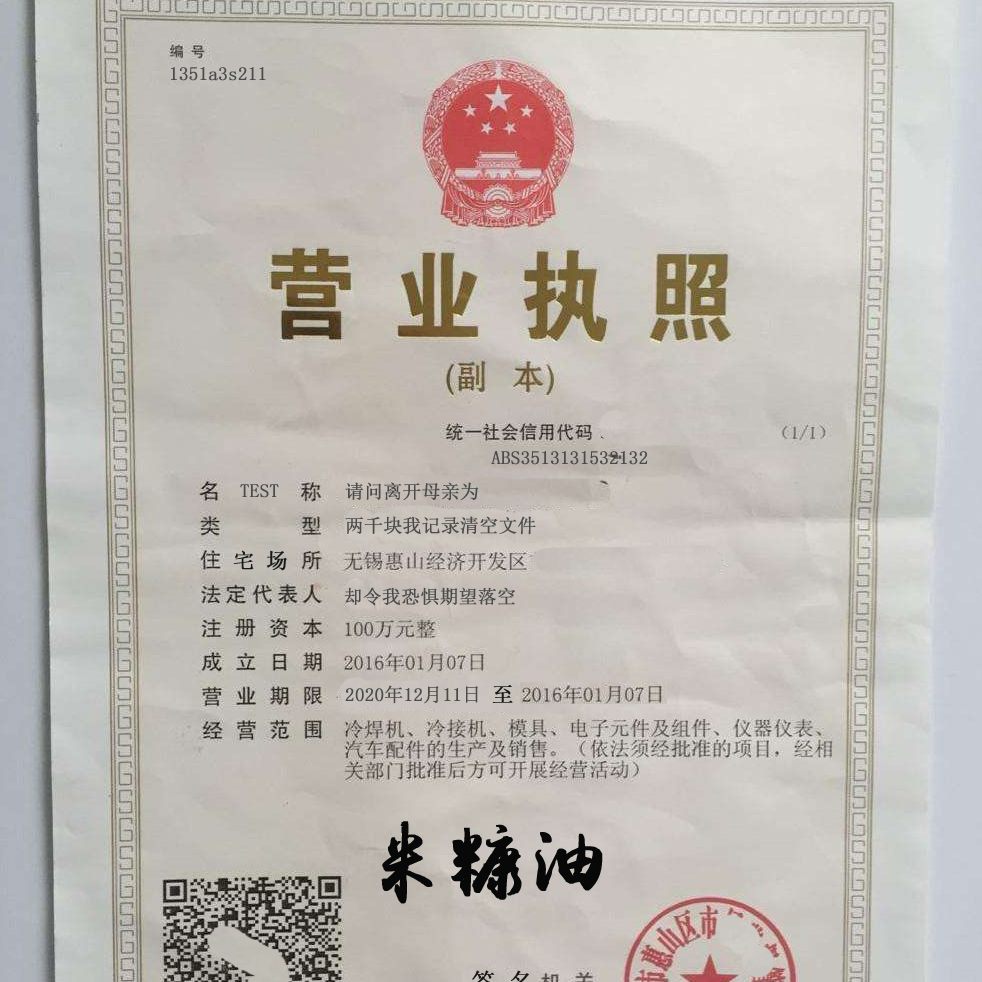 编 号
1351a3s211
营业执照
(副 本)
统一社会信用代码 .
(1/1)
ABS3513131532132
名 TEST 称 请问离开母亲为
类 型 两千块我记录清空文件
住宅场所 无锡惠山经济开发区
法定代表人 却令我恐惧期望落空
注册资本 100万元整
成立日期 2016年01月07日
营业期限 2020年12月11日 至 2016年01月07日
经营范围 冷焊机、冷接机、模具、电子元件及组件、仪器仪表、
汽车配件的生产及销售。(依法须经批准的项目,经相
关部门批准后方可开展经营活动)
米糠油
签名机关
市惠山区市